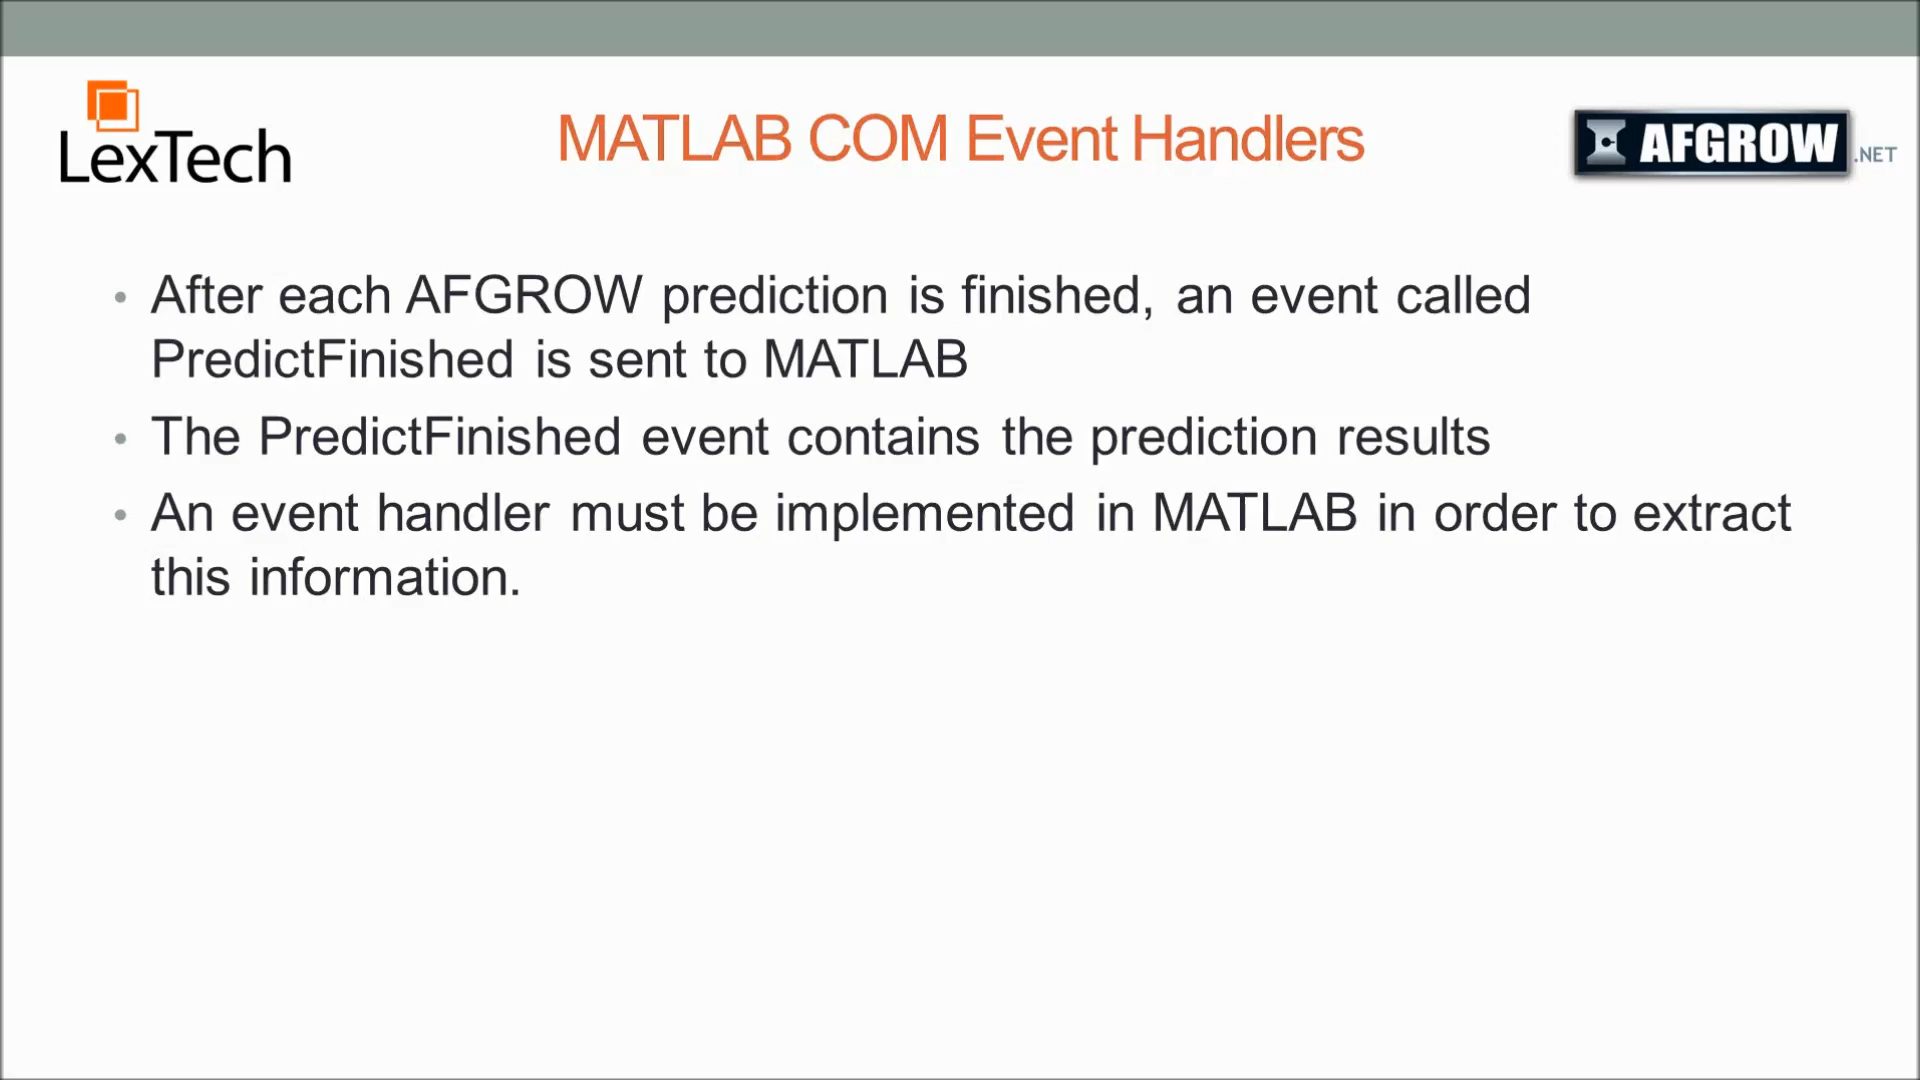 LexTech
MATLAB COM Event Handlers
AFGROW
.NET
• After each AFGROW prediction is finished, an event called
PredictFinished is sent to MATLAB
• The PredictFinished event contains the prediction results
• An event handler must be implemented in MATLAB in order to extract
this information.